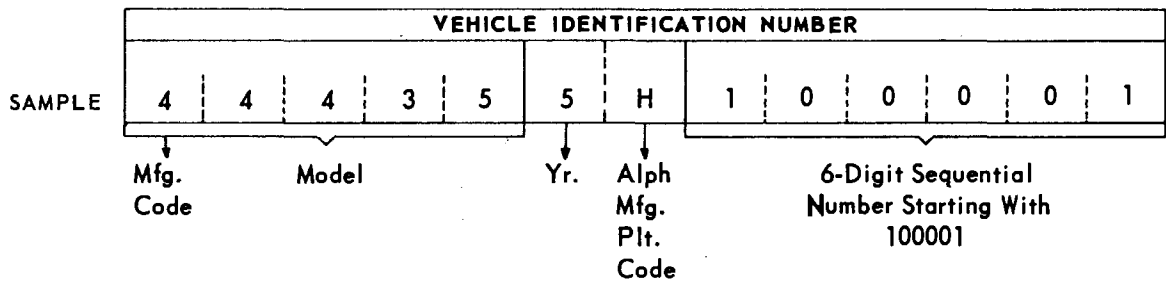 VEHICLE IDENTIFICATION NUMBER
SAMPLE 4 4 4 3 5 5 H 1 0 0 0 0 1
Mfg. Code
Model
Yr.
Alph Mfg. Plt. Code
6-Digit Sequential
Number Starting With
100001